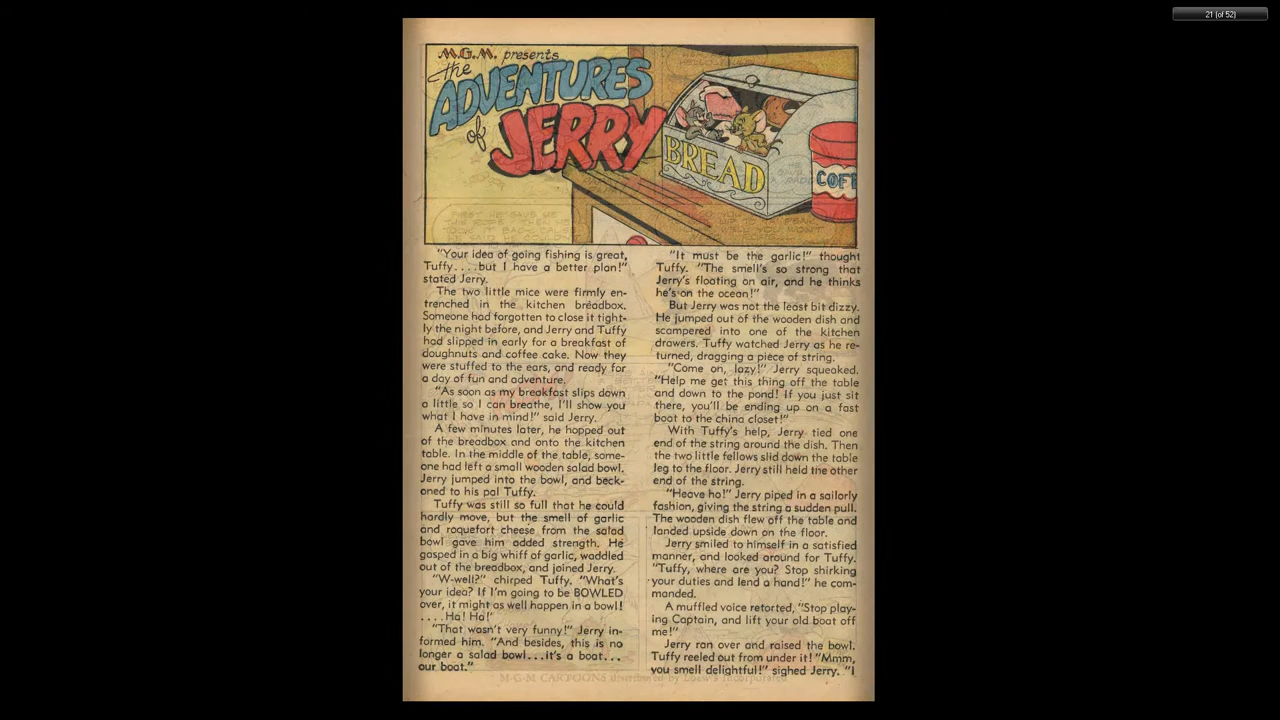 21 (of 52)
M.G.M. presents
the
ADVENTURES
of JERRY
BREAD
COFF
"Your idea of going fishing is great,
Tuffy....but I have a better plan!"
stated Jerry.
The two little mice were firmly en-
trenched in the kitchen breadbox.
Someone had forgotten to close it tight-
ly the night before, and Jerry and Tuffy
had slipped in early for a breakfast of
doughnuts and coffee cake. Now they
were stuffed to the ears, and ready for
a day of fun and adventure.
"As soon as my breakfast slips down
a little so I can breathe, I'll show you
what I have in mind!" said Jerry.
A few minutes later, he hopped out
of the breadbox and onto the kitchen
table. In the middle of the table, some-
one had left a small wooden salad bowl.
Jerry jumped into the bowl, and beck-
oned to his pal Tuffy.
Tuffy was still so full that he could
hardly move, but the smell of garlic
and roquefort cheese from the salad
bowl gave him added strength. He
gasped in a big whiff of garlic, waddled
out of the breadbox, and joined Jerry.
"W-well?" chirped Tuffy. "What's
your idea? If I'm going to be BOWLED
over, it might as well happen in a bowl!
....Ha! Ha!"
"That wasn't very funny!" Jerry in-
formed him. "And besides, this is no
longer a salad bowl...it's a boat...
our boat."
"It must be the garlic!" thought
Tuffy. "The smell's so strong that
Jerry's floating on air, and he thinks
he's on the ocean!"
But Jerry was not the least bit dizzy.
He jumped out of the wooden dish and
scampered into one of the kitchen
drawers. Tuffy watched Jerry as he re-
turned, dragging a piece of string.
"Come on, lazy!" Jerry squeaked.
"Help me get this thing off the table
and down to the pond! If you just sit
there, you'll be ending up on a fast
boat to the china closet!"
With Tuffy's help, Jerry tied one
end of the string around the dish. Then
the two little fellows slid down the table
leg to the floor. Jerry still held the other
end of the string.
"Heave ho!" Jerry piped in a sailorly
fashion, giving the string a sudden pull.
The wooden dish flew off the table and
landed upside down on the floor.
Jerry smiled to himself in a satisfied
manner, and looked around for Tuffy.
"Tuffy, where are you? Stop shirking
your duties and lend a hand!" he com-
manded.
A muffled voice retorted, "Stop play-
ing Captain, and lift your old boat off
me!"
Jerry ran over and raised the bowl.
Tuffy reeled out from under it! "Mmm,
you smell delightful!" sighed Jerry. "I
M-G-M CARTOONS distributed by Loew's Incorporated